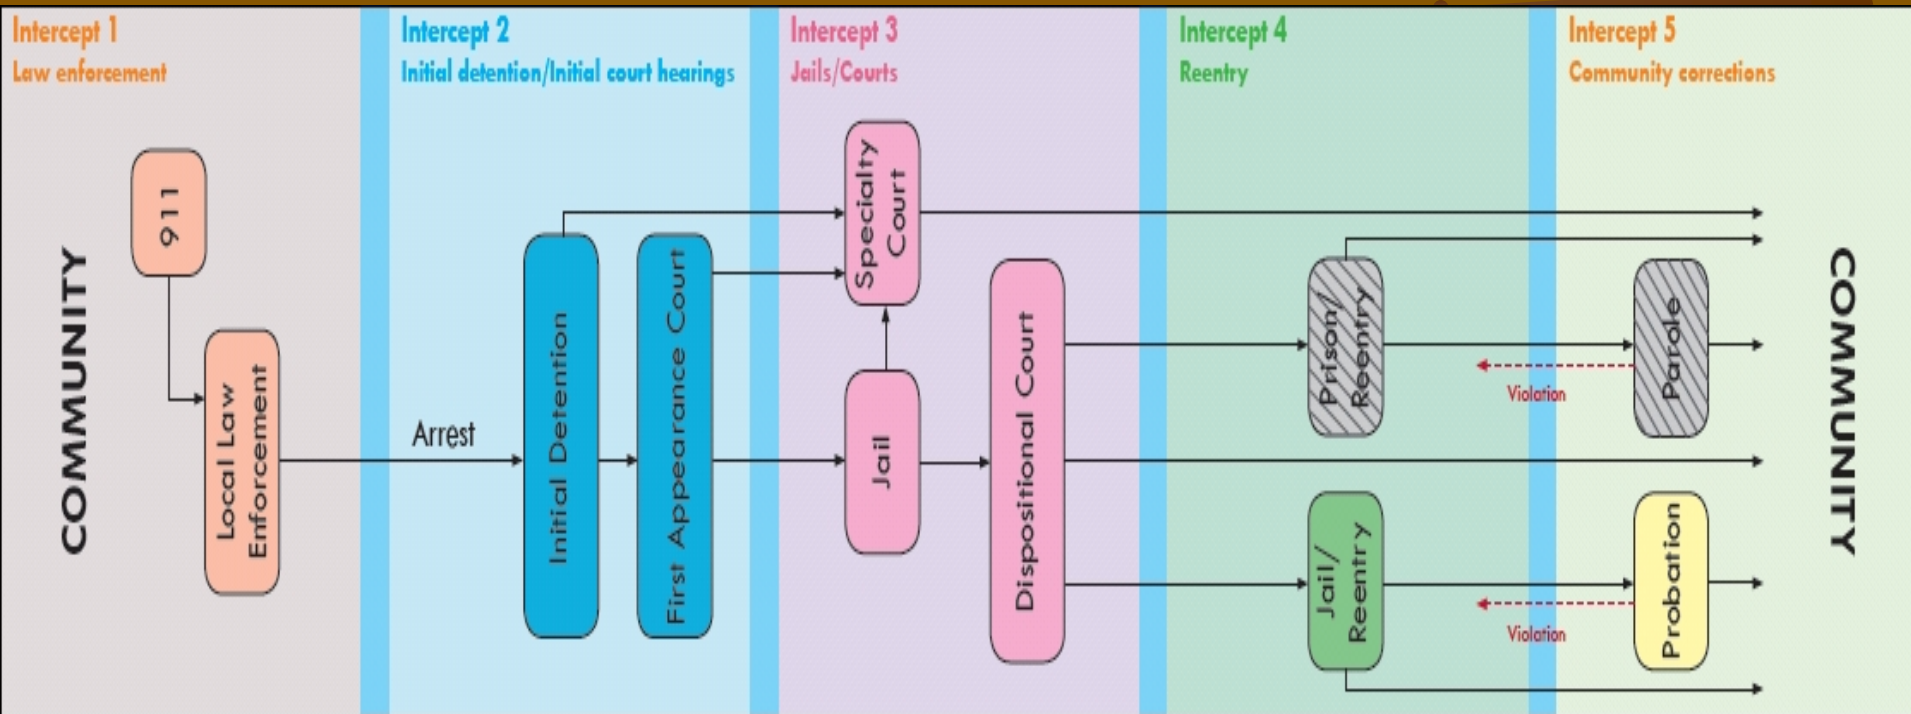 Intercept 1
Law enforcement
Intercept 2
Initial detention/Initial court hearings
Intercept 3
Jails/Courts
Intercept 4
Reentry
Intercept 5
Community corrections
COMMUNITY
911
Local Law
Enforcement
Arrest
Initial Detention
First Appearance Court
Specialty
Court
Jail
Dispositional Court
Prison/
Reentry
Jail/
Reentry
Violation
Violation
Parole
Probation
COMMUNITY